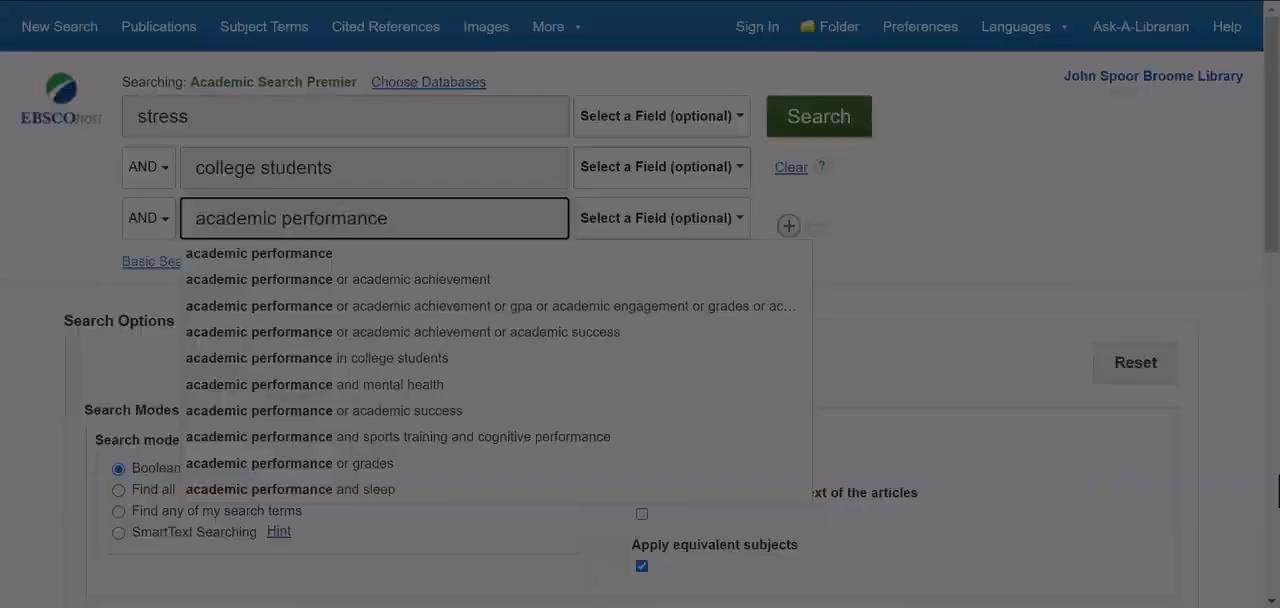 New Search Publications Subject Terms Cited References Images More Sign In Folder Preferences Languages Ask-A-Librarian Help
Searching: Academic Search Premier Choose Databases
John Spoor Broome Library
EBSCOhost
stress Select a Field (optional) Search
AND college students Select a Field (optional) Clear ?
AND academic performance Select a Field (optional)
Basic Sea
academic performance
academic performance or academic achievement
academic performance or academic achievement or gpa or academic engagement or grades or ac...
academic performance or academic achievement or academic success
academic performance in college students
academic performance and mental health
academic performance or academic success
academic performance and sports training and cognitive performance
academic performance or grades
academic performance and sleep
Search Options
Reset
Search Modes
Search mode
Boolean
Find all
ext of the articles
Find any of my search terms
SmartText Searching Hint
Apply equivalent subjects